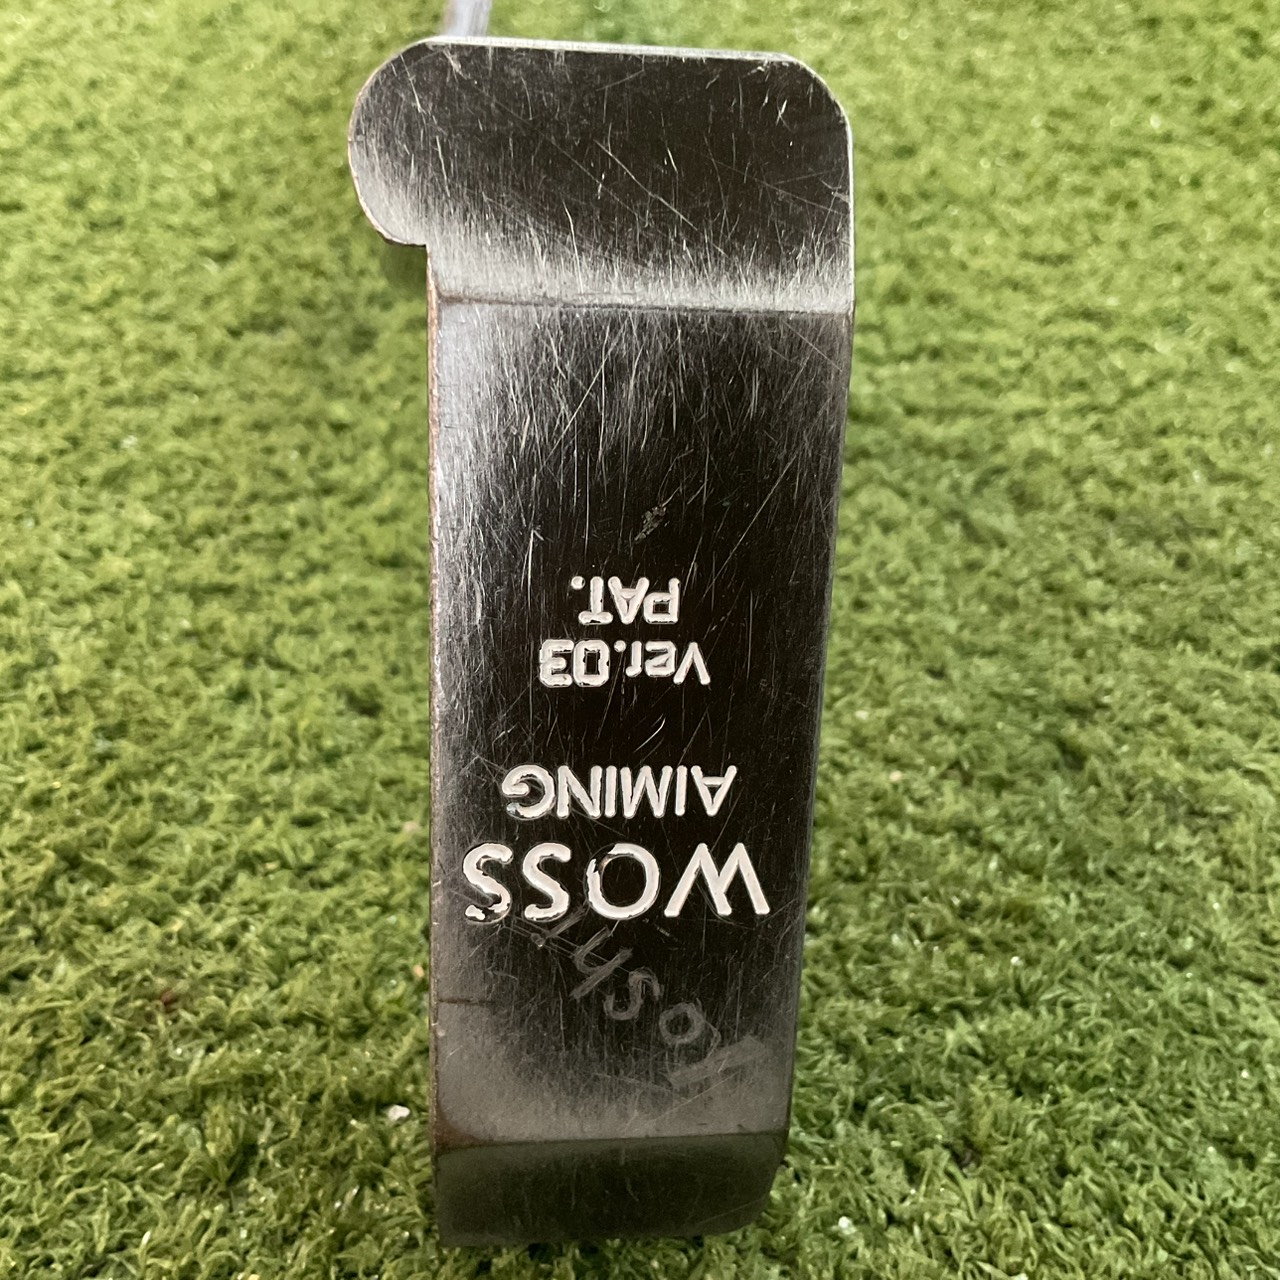 WOSS
AIMING
Ver.03
PAT.